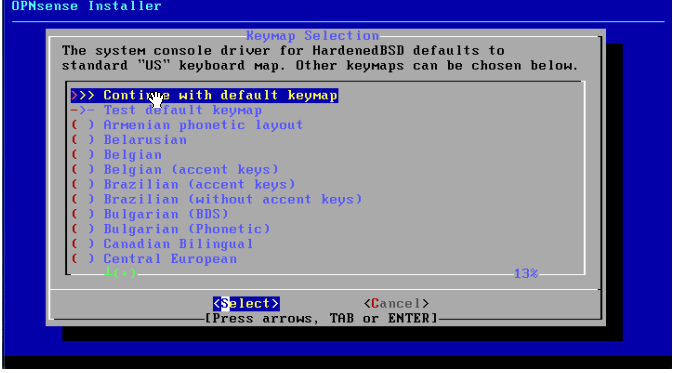 OPNsense Installer
Keymap Selection
The system console driver for HardenedBSD defaults to
standard "US" keyboard map. Other keymaps can be chosen below.
>>> Continue with default keymap
->- Test default keymap
( ) Armenian phonetic layout
( ) Belarusian
( ) Belgian
( ) Belgian (accent keys)
( ) Brazilian (accent keys)
( ) Brazilian (without accent keys)
( ) Bulgarian (BDS)
( ) Bulgarian (Phonetic)
( ) Canadian Bilingual
( ) Central European
└(+) 13%
<Select> <Cancel>
[Press arrows, TAB or ENTER]